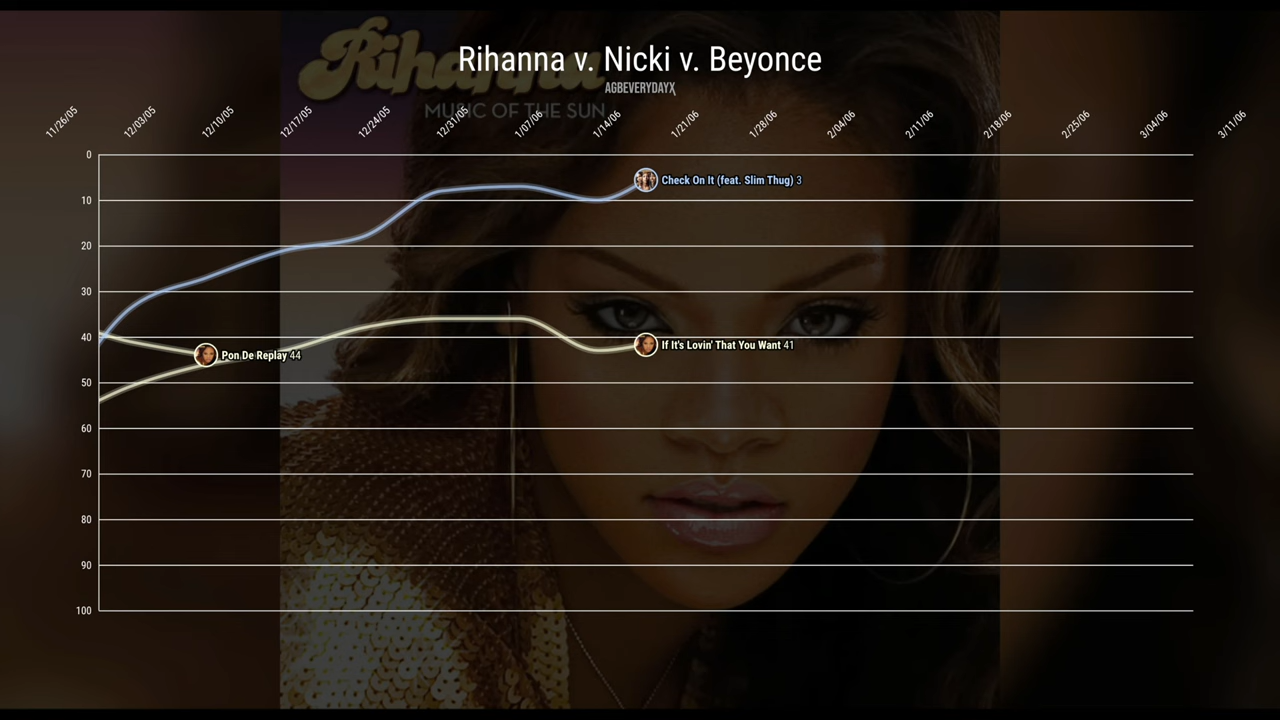 Rihanna
Rihanna v. Nicki v. Beyonce
AGBEVERYDAYX
MUSIC OF THE SUN
11/26/05 12/03/05 12/10/05 12/17/05 12/24/05 12/31/05 1/07/06 1/14/06 1/21/06 1/28/06 2/04/06 2/11/06 2/18/06 2/25/06 3/04/06 3/11/06
0
Check On It (feat. Slim Thug) 3
10
20
30
40
If It's Lovin' That You Want 41
Pon De Replay 44
50
60
70
80
90
100